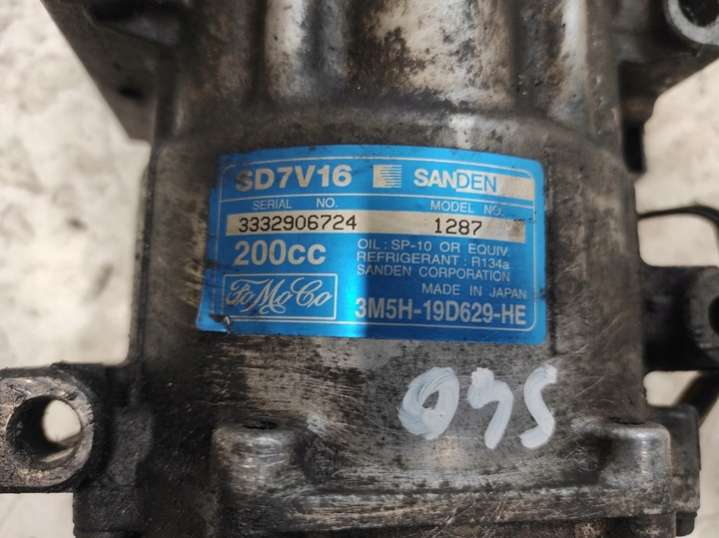 SD7V16 SANDEN
SERIAL NO. MODEL NO.
3332906724 1287
200cc
OIL : SP-10 OR EQUIV.
REFRIGERANT : R134a
SANDEN CORPORATION
MADE IN JAPAN
FoMoCo 3M5H-19D629-HE
S40